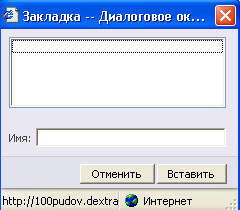 Закладка -- Диалоговое ок...
Имя:
Отменить Вставить
http://100pudov.dextra Интернет